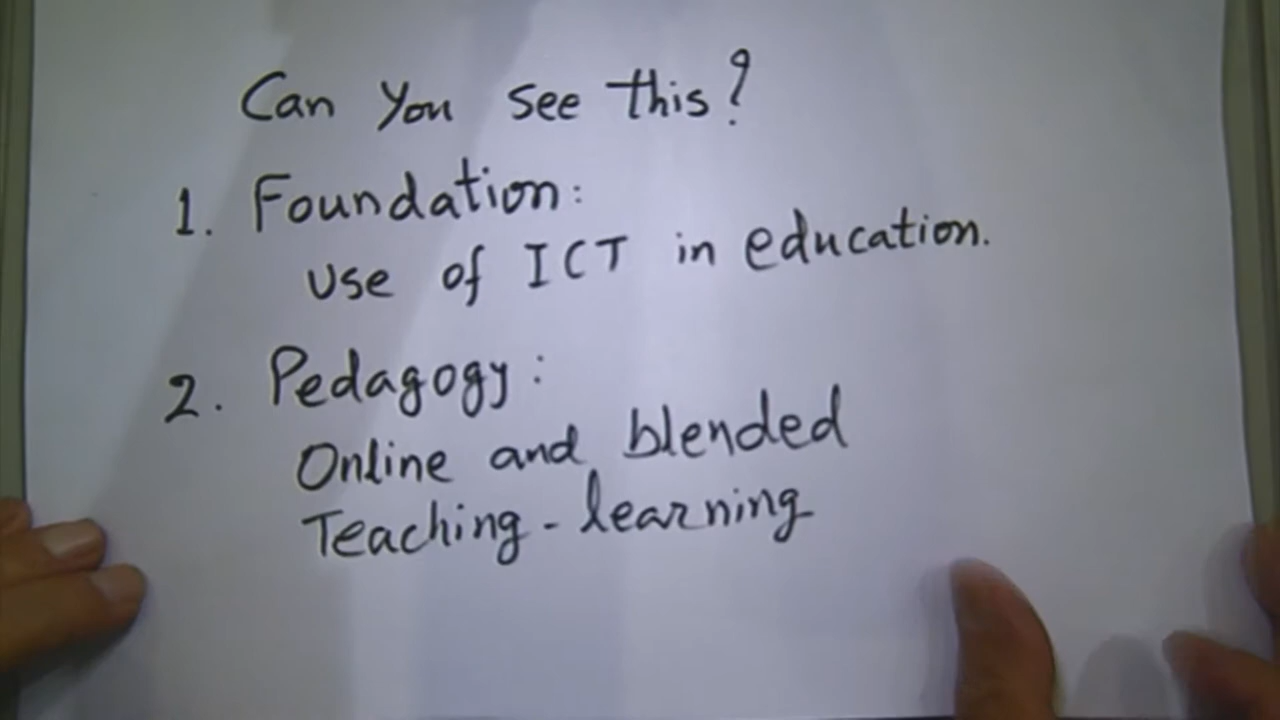 Can you see this?
1. Foundation:
use of ICT in education.
2. Pedagogy:
Online and blended
Teaching-learning